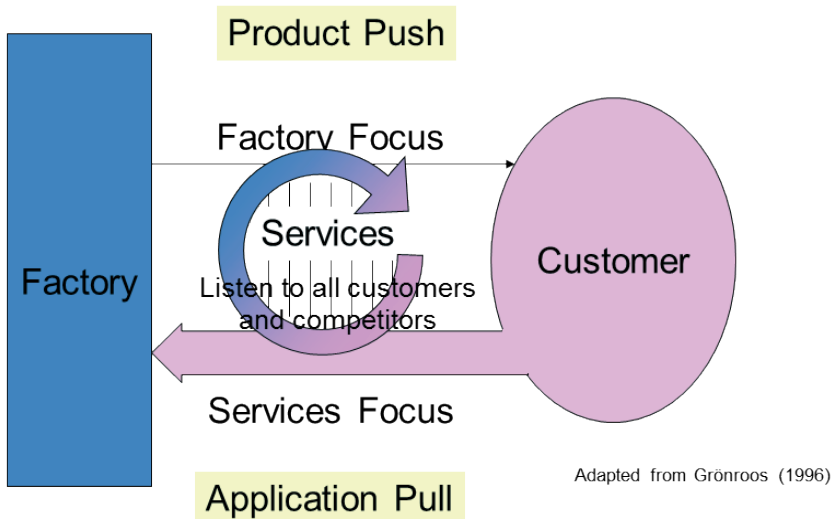 Product Push
Factory Focus
Services
Factory
Customer
Listen to all customers
and competitors
Services Focus
Adapted from Grönroos (1996)
Application Pull